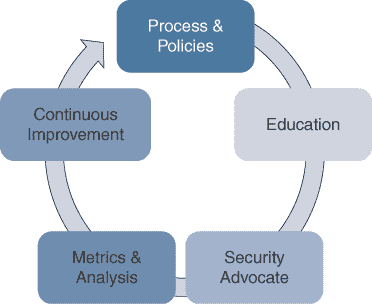 Process &
Policies
Education
Security
Advocate
Metrics &
Analysis
Continuous
Improvement